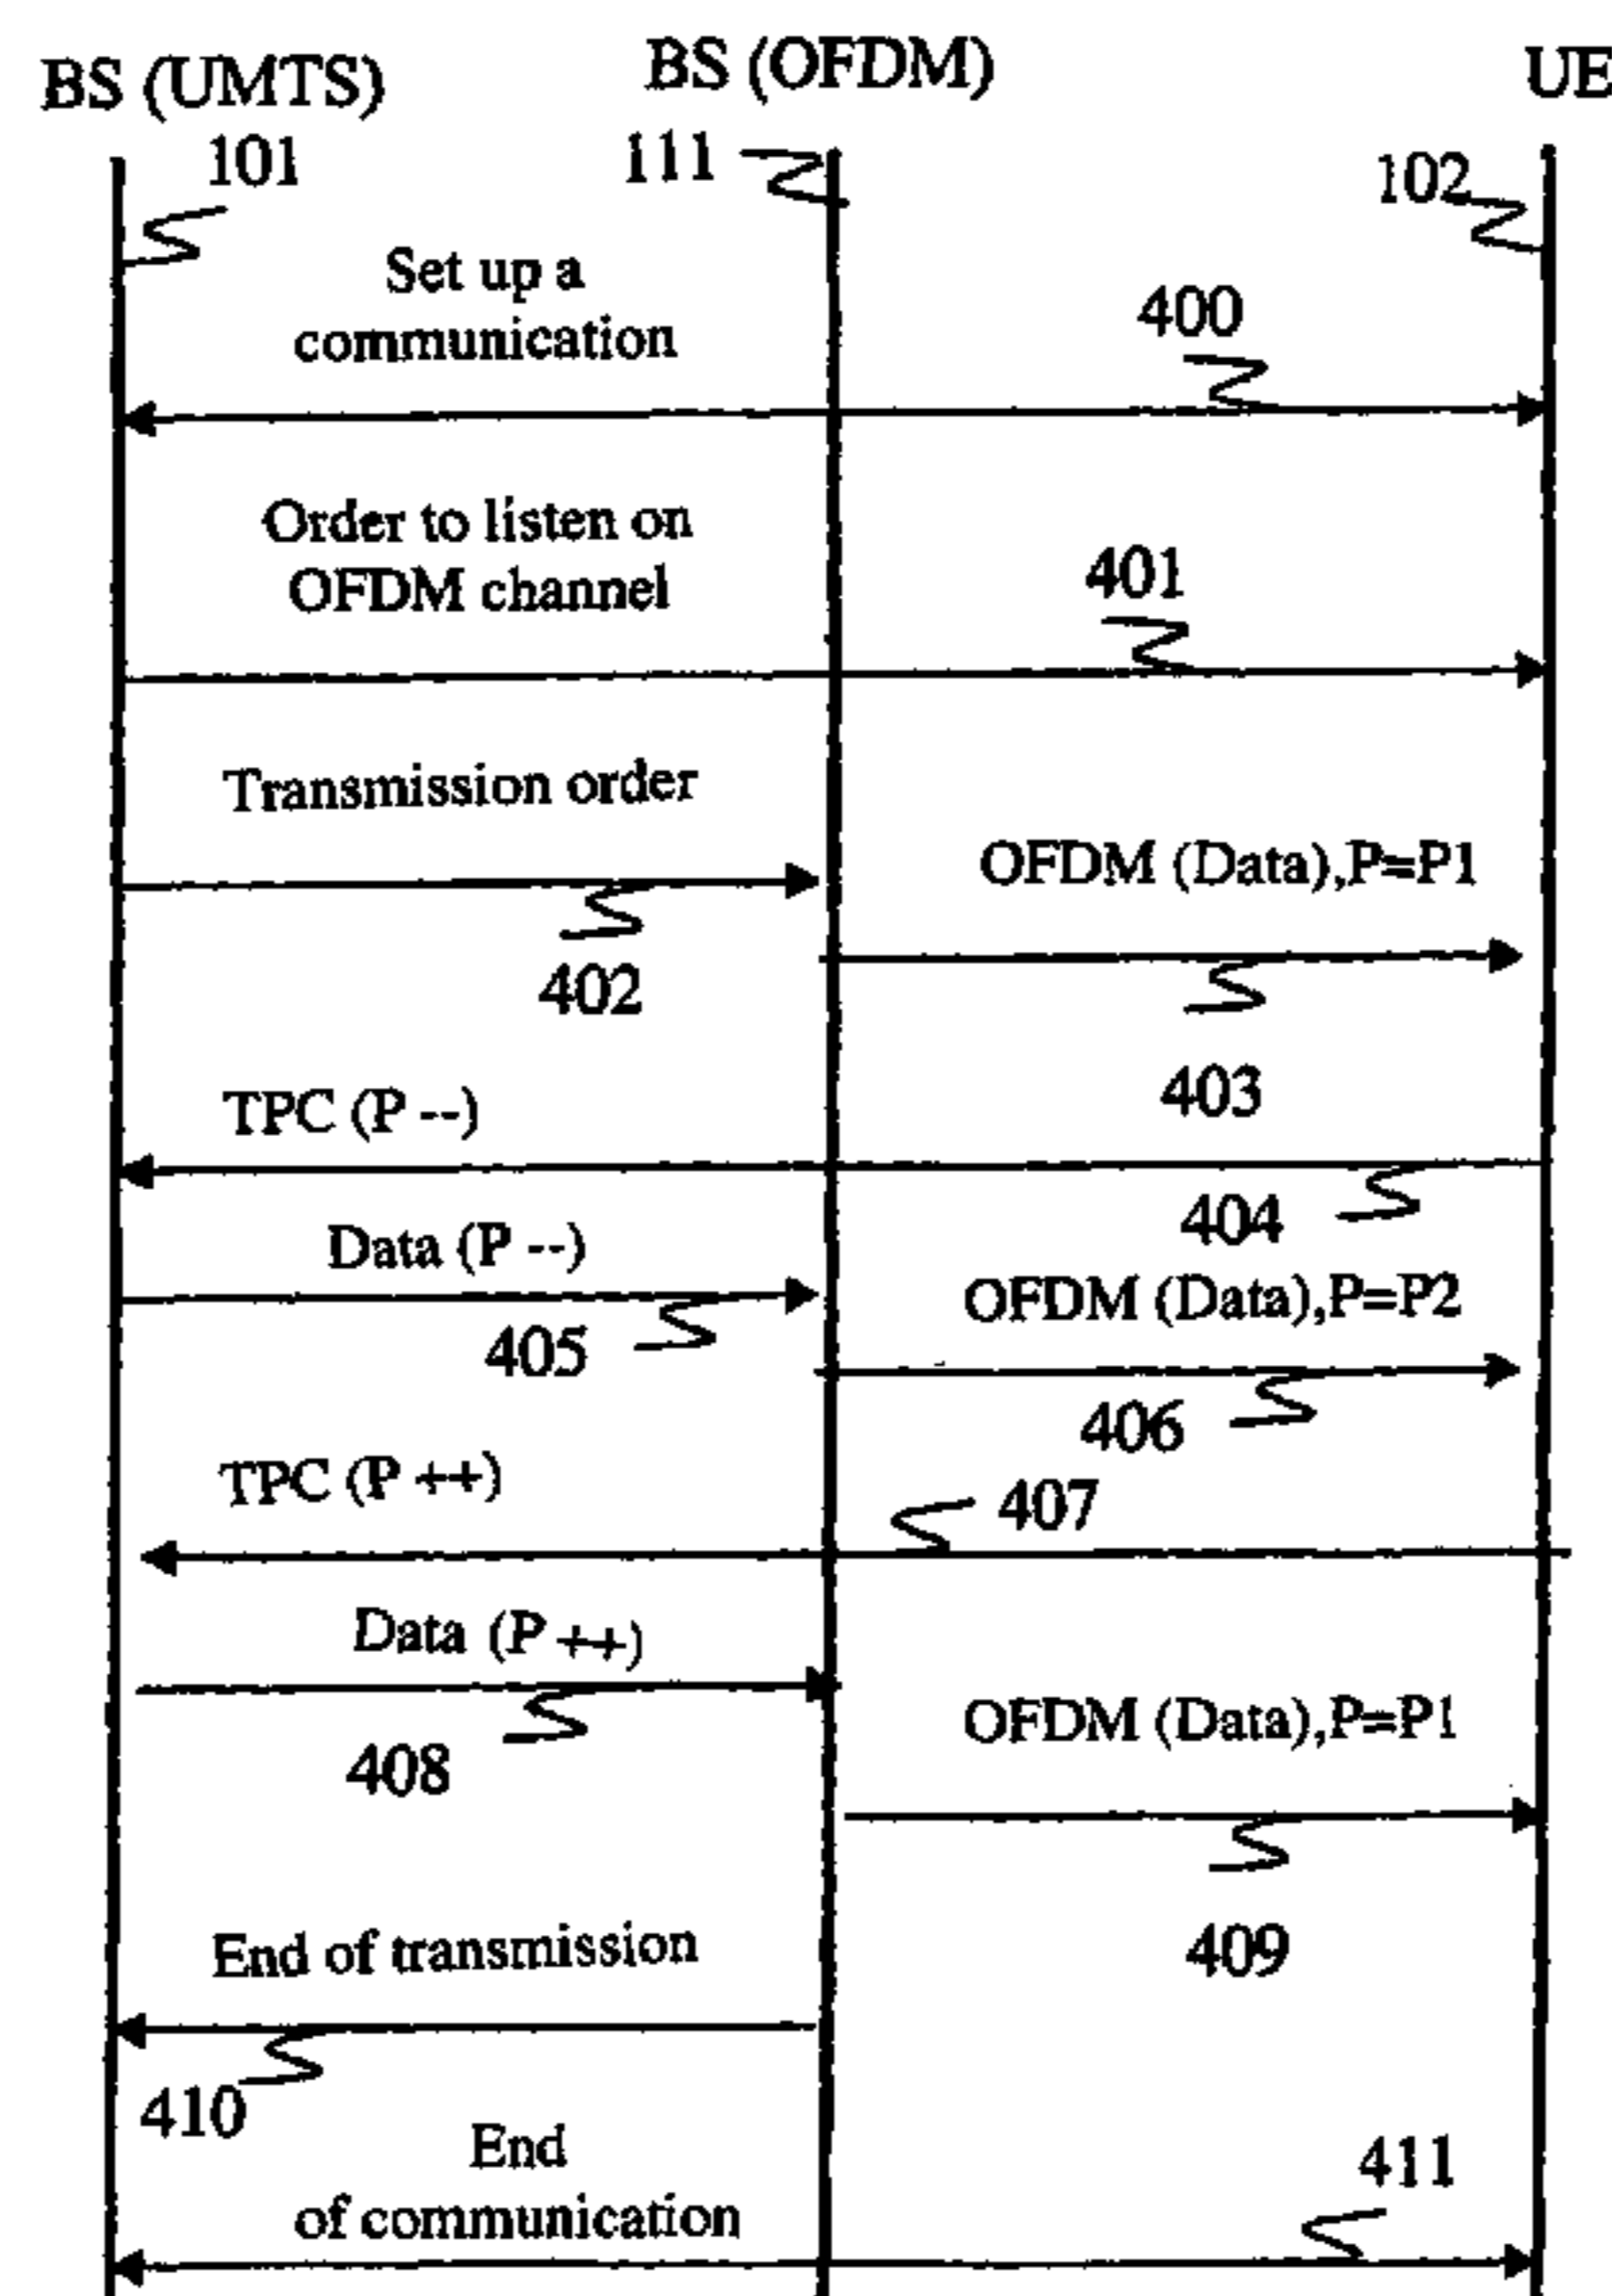 BS (UMTS)
BS (OFDM)
UE
101
111
102
Set up a
communication
400
Order to listen on
OFDM channel
401
Transmission order
402
OFDM (Data),P=P1
403
TPC (P --)
404
Data (P --)
405
OFDM (Data),P=P2
406
TPC (P ++)
407
Data (P ++)
408
OFDM (Data),P=P1
409
End of transmission
410
End
of communication
411